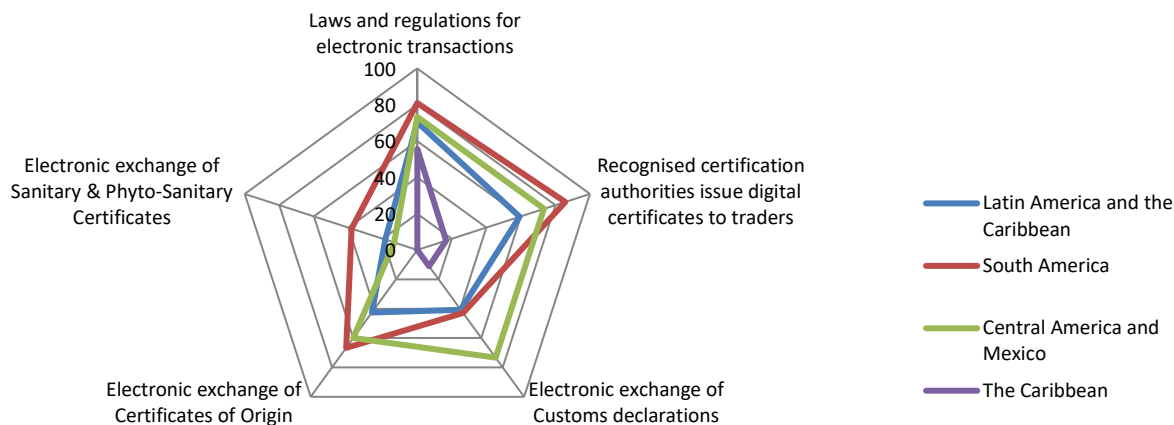 Laws and regulations for
electronic transactions
100
80
60
40
20
0
Recognised certification
authorities issue digital
certificates to traders
Electronic exchange of
Customs declarations
Electronic exchange of
Certificates of Origin
Electronic exchange of
Sanitary & Phyto-Sanitary
Certificates
Latin America and the
Caribbean
South America
Central America and
Mexico
The Caribbean